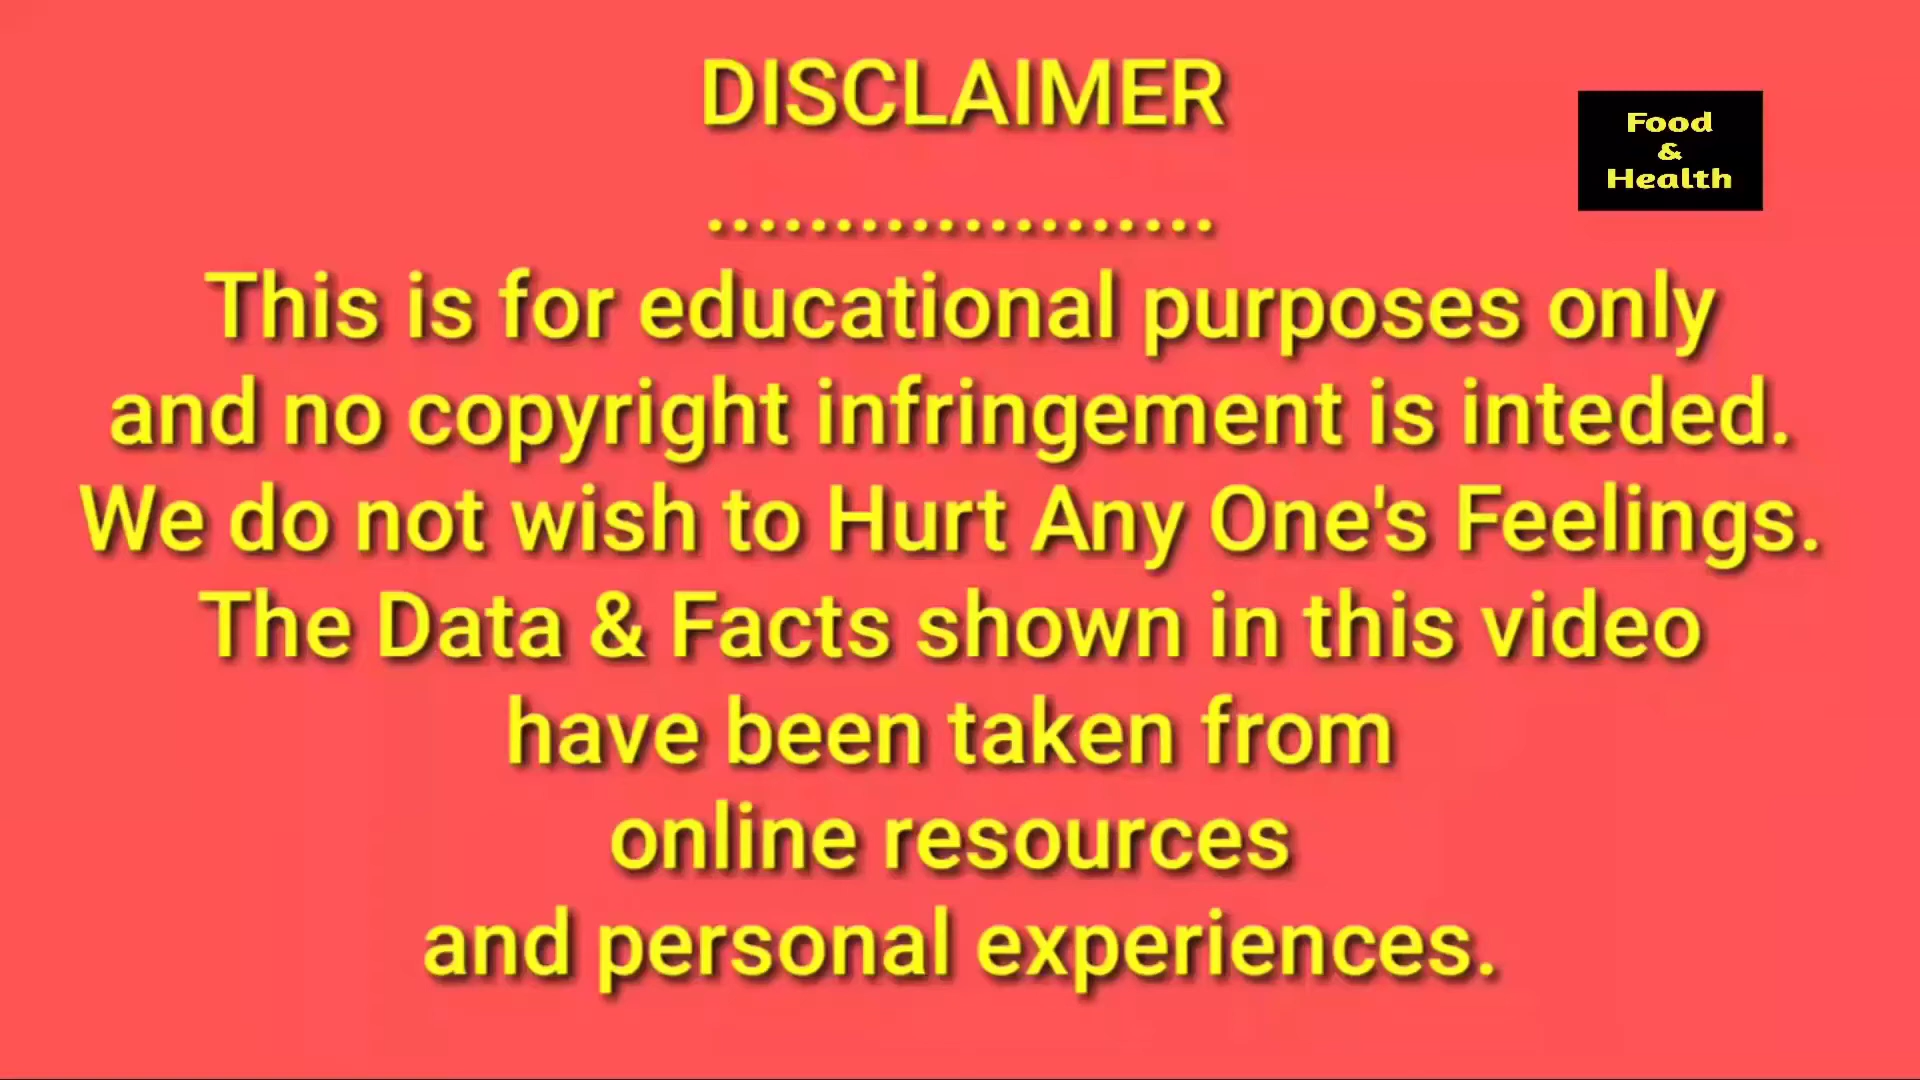 DISCLAIMER
Food
&
Health
....................
This is for educational purposes only
and no copyright infringement is inteded.
We do not wish to Hurt Any One's Feelings.
The Data & Facts shown in this video
have been taken from
online resources
and personal experiences.